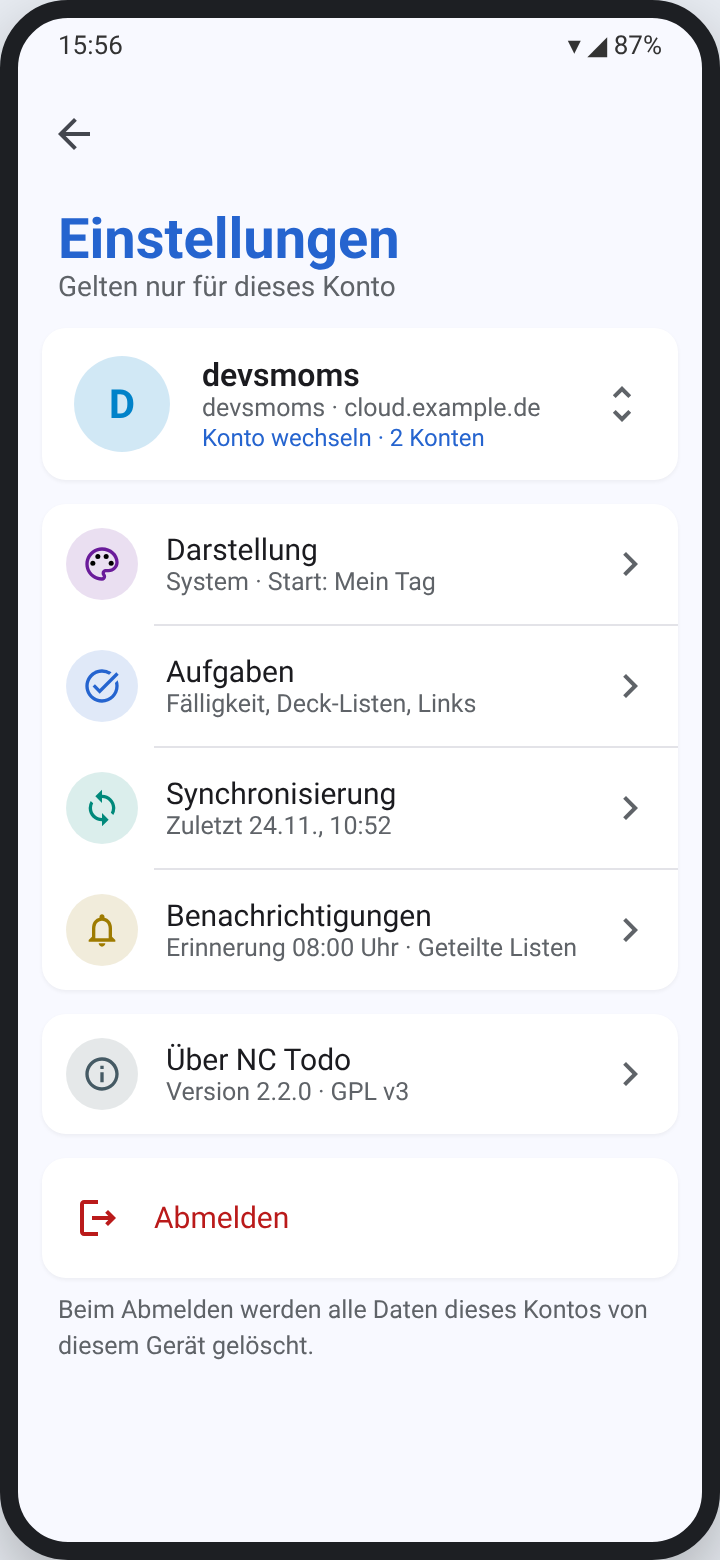 15:56
87%
Einstellungen
Gelten nur für dieses Konto
D
devsmoms
devsmoms · cloud.example.de
Konto wechseln · 2 Konten
Darstellung
System · Start: Mein Tag
Aufgaben
Fälligkeit, Deck-Listen, Links
Synchronisierung
Zuletzt 24.11., 10:52
Benachrichtigungen
Erinnerung 08:00 Uhr · Geteilte Listen
Über NC Todo
Version 2.2.0 · GPL v3
Abmelden
Beim Abmelden werden alle Daten dieses Kontos von
diesem Gerät gelöscht.